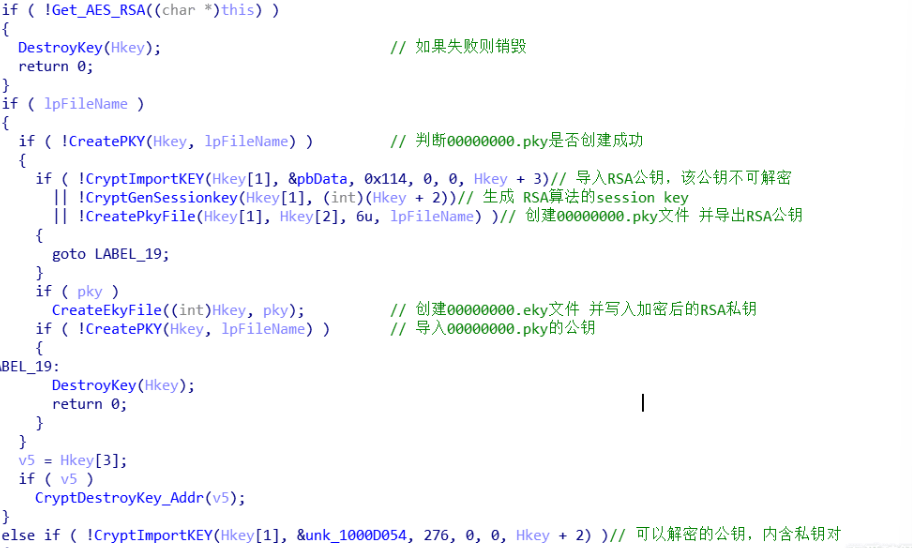 if ( !Get_AES_RSA((char *)this) )
{
DestroyKey(Hkey); // 如果失败则销毁
return 0;
}
if ( lpFileName )
{
if ( !CreatePKY(Hkey, lpFileName) ) // 判断00000000.pky是否创建成功
{
if ( !CryptImportKEY(Hkey[1], &pbData, 0x114, 0, 0, Hkey + 3)// 导入RSA公钥，该公钥不可解密
|| !CryptGenSessionkey(Hkey[1], (int)(Hkey + 2))// 生成 RSA算法的session key
|| !CreatePkyFile(Hkey[1], Hkey[2], 6u, lpFileName) )// 创建00000000.pky文件 并导出RSA公钥
{
goto LABEL_19;
}
if ( pky )
CreateEkyFile((int)Hkey, pky); // 创建00000000.eky文件 并写入加密后的RSA私钥
if ( !CreatePKY(Hkey, lpFileName) ) // 导入00000000.pky的公钥
{
ABEL_19:
DestroyKey(Hkey);
return 0;
}
}
v5 = Hkey[3];
if ( v5 )
CryptDestroyKey_Addr(v5);
}
else if ( !CryptImportKEY(Hkey[1], &unk_1000D054, 276, 0, 0, Hkey + 2) )// 可以解密的公钥，内含私钥对